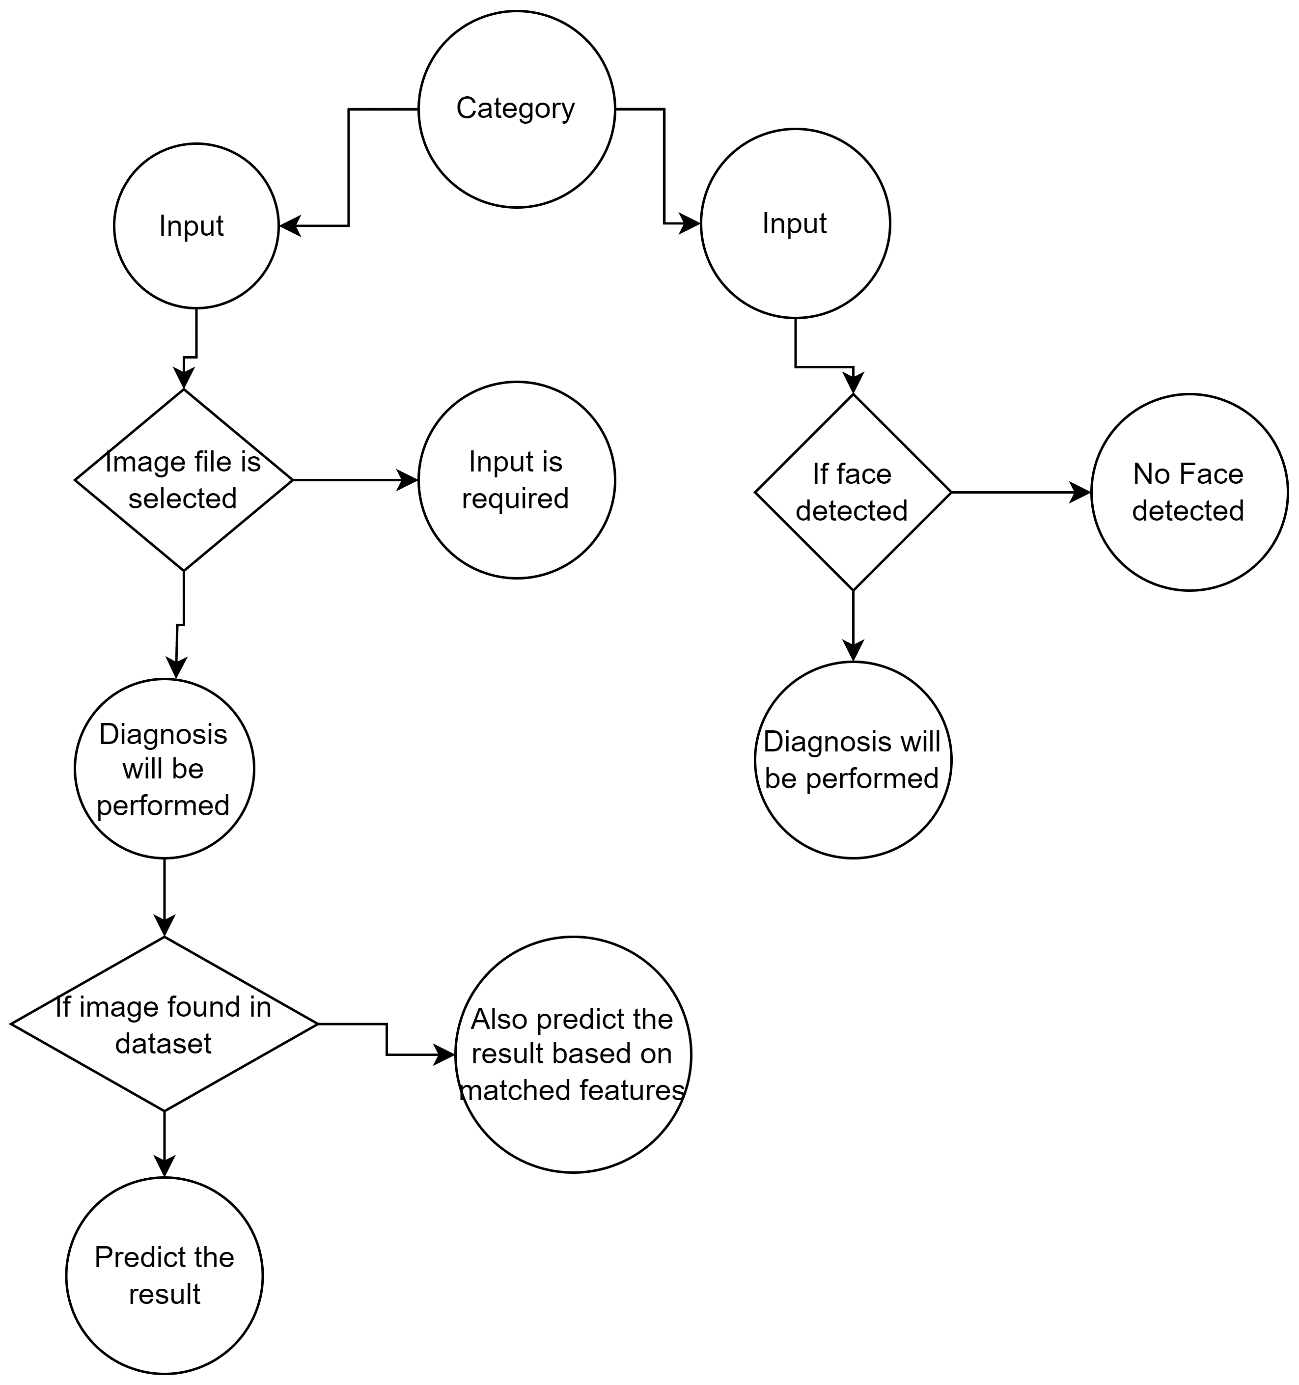 Category
Input
Input
Image file is
selected
Input is
required
If face
detected
No Face
detected
Diagnosis
will be
performed
Diagnosis will
be performed
If image found in
dataset
Also predict the
result based on
matched features
Predict the
result